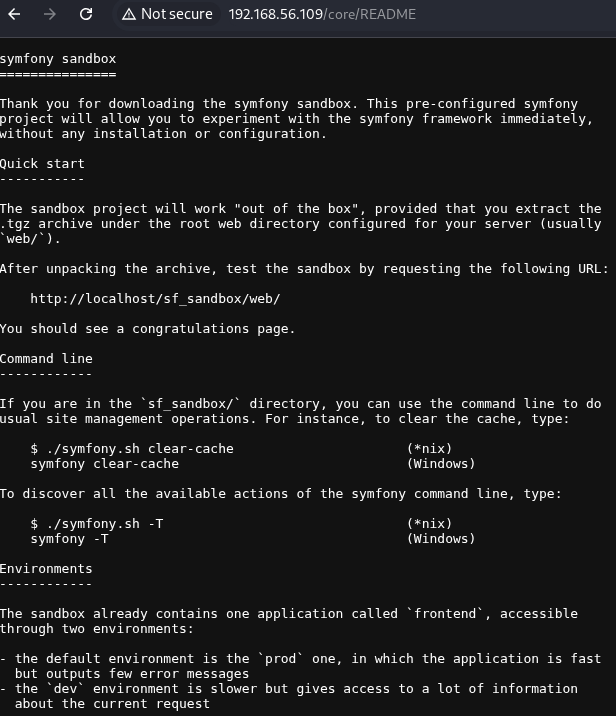 Not secure 192.168.56.109/core/README
symfony sandbox
===============
Thank you for downloading the symfony sandbox. This pre-configured symfony
project will allow you to experiment with the symfony framework immediately,
without any installation or configuration.
Quick start
-----------
The sandbox project will work "out of the box", provided that you extract the
.tgz archive under the root web directory configured for your server (usually
`web/`).
After unpacking the archive, test the sandbox by requesting the following URL:
http://localhost/sf_sandbox/web/
You should see a congratulations page.
Command line
------------
If you are in the `sf_sandbox/` directory, you can use the command line to do
usual site management operations. For instance, to clear the cache, type:
$ ./symfony.sh clear-cache (*nix)
symfony clear-cache (Windows)
To discover all the available actions of the symfony command line, type:
$ ./symfony.sh -T (*nix)
symfony -T (Windows)
Environments
------------
The sandbox already contains one application called `frontend`, accessible
through two environments:
- the default environment is the `prod` one, in which the application is fast
but outputs few error messages
- the `dev` environment is slower but gives access to a lot of information
about the current request